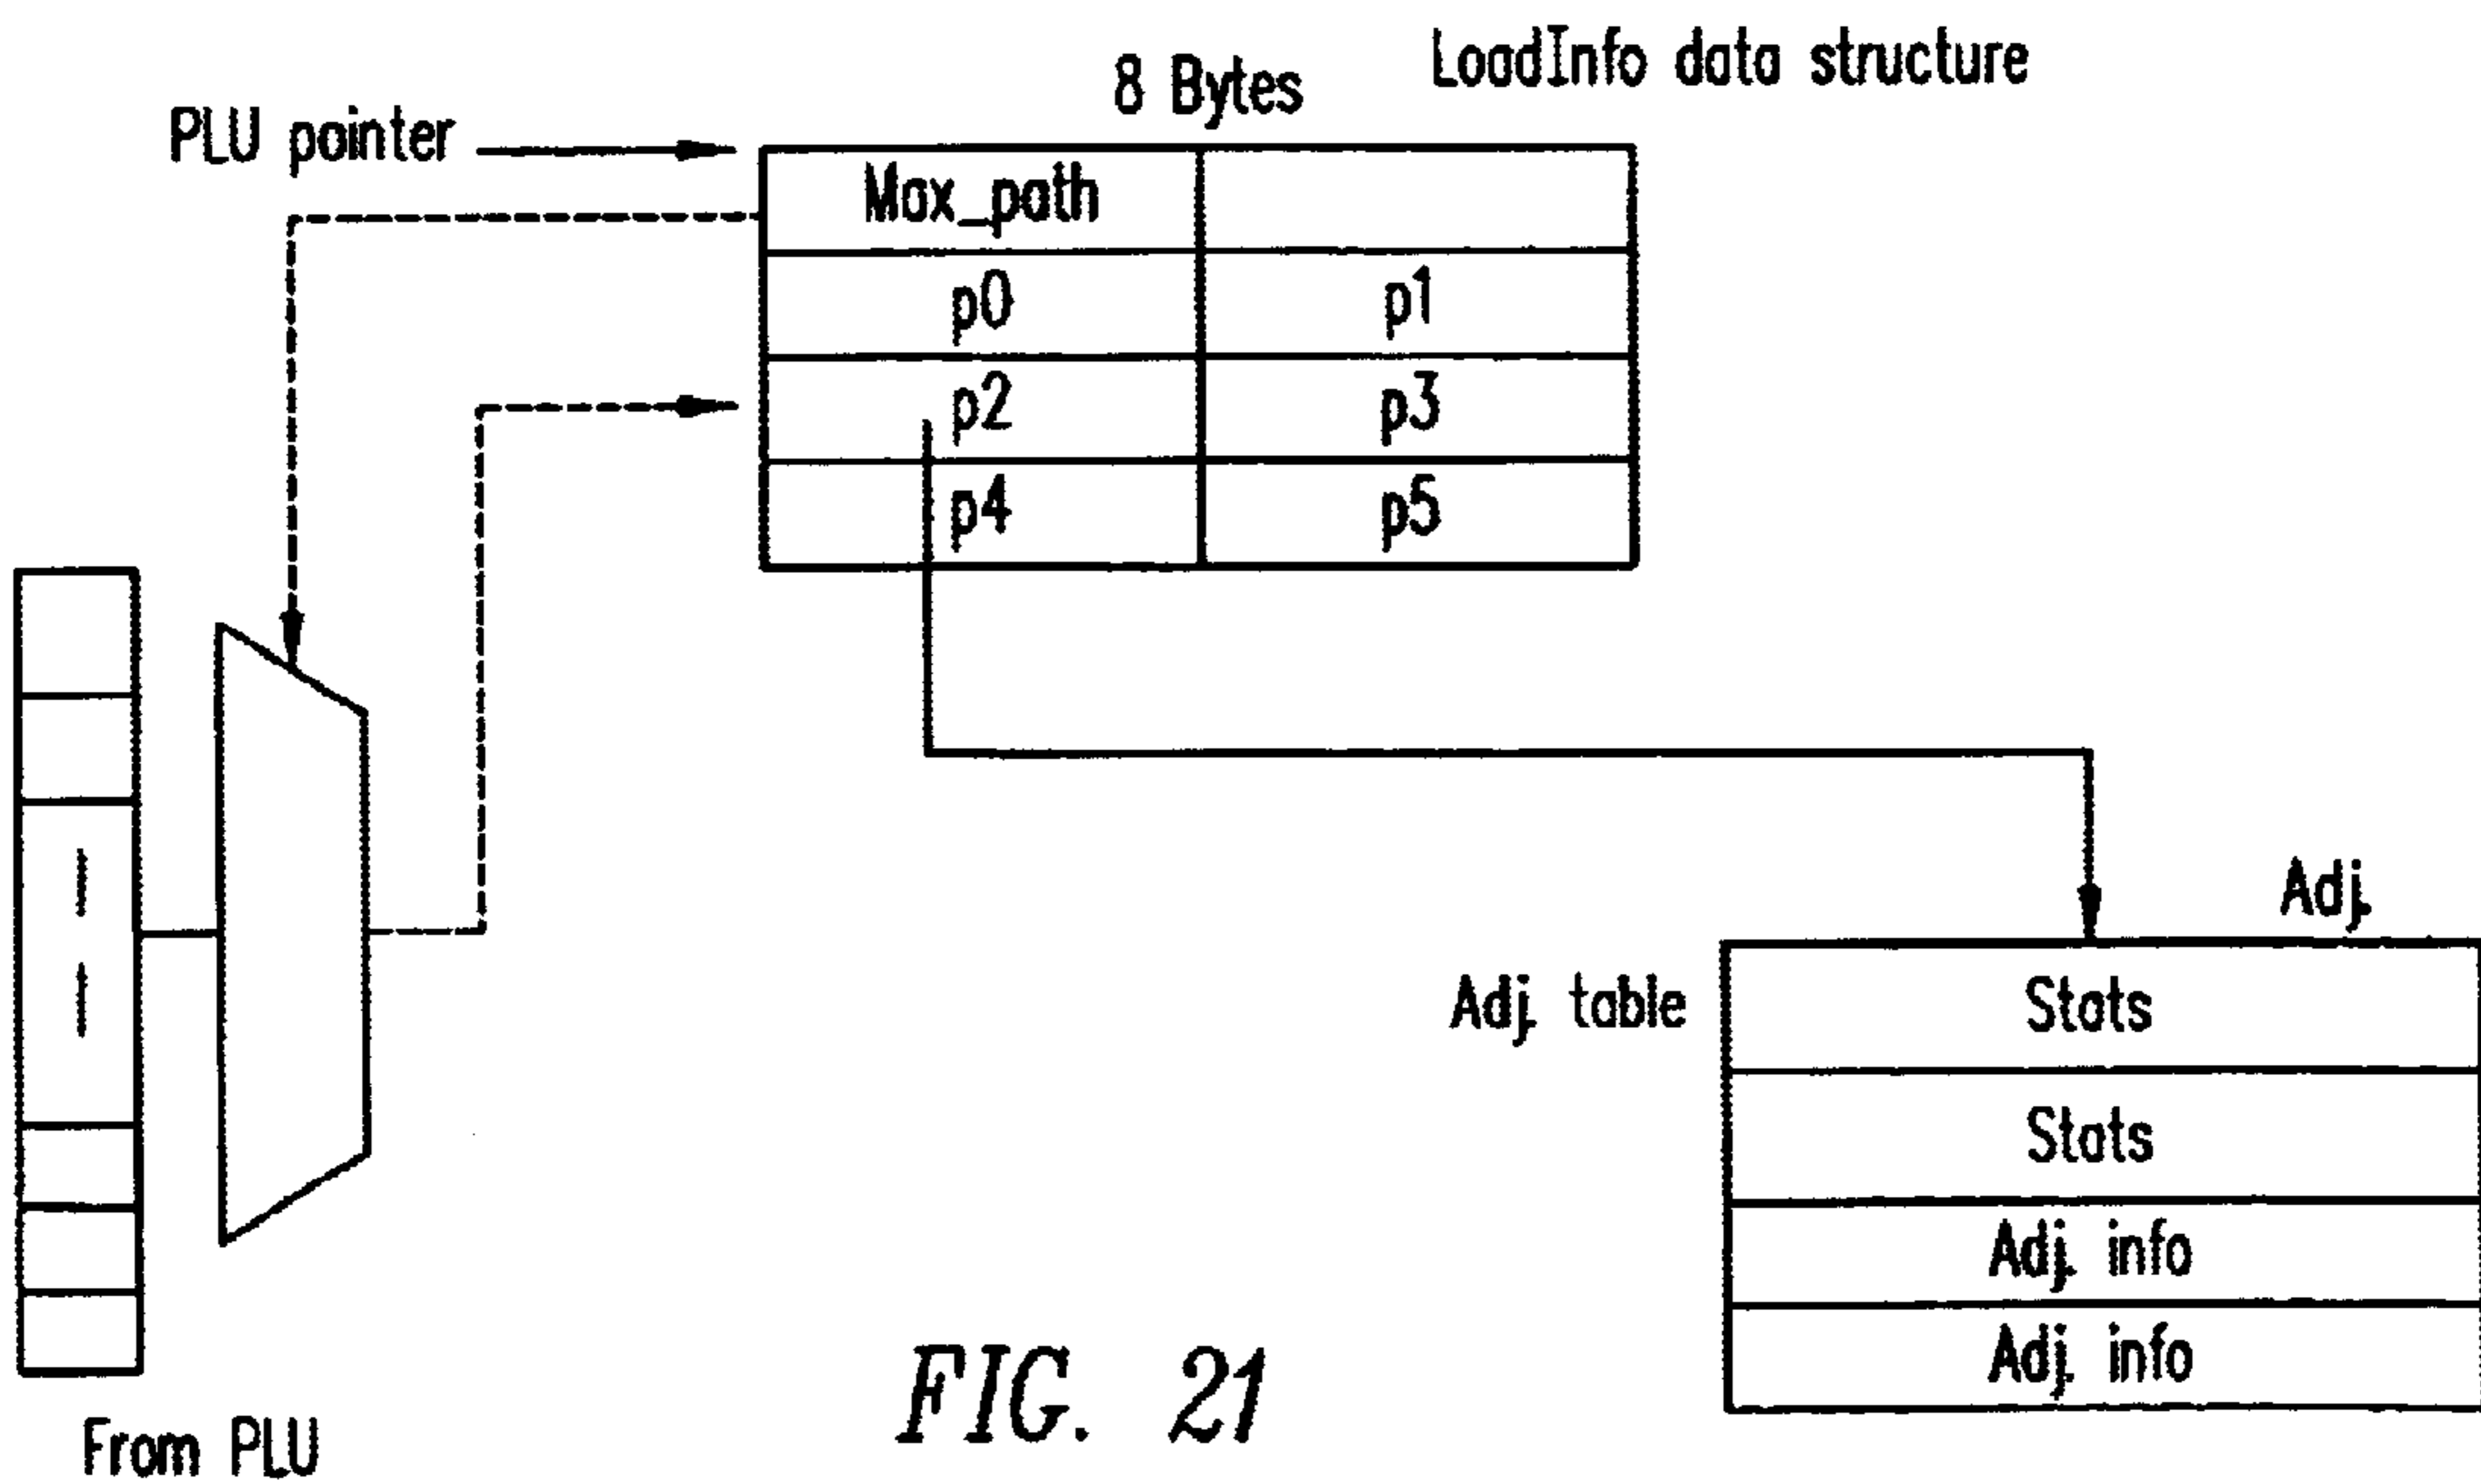 LoadInfo data structure
8 Bytes
PLU pointer
Max_path
p0 p1
p2 p3
p4 p5
Adj.
Adj. table
Stats
Stats
Adj. info
Adj. info
From PLU
FIG. 21